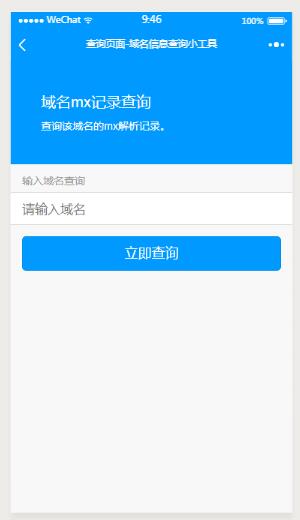 WeChat 9:46 100%
查询页面-域名信息查询小工具
域名mx记录查询
查询该域名的mx解析记录。
输入域名查询
请输入域名
立即查询